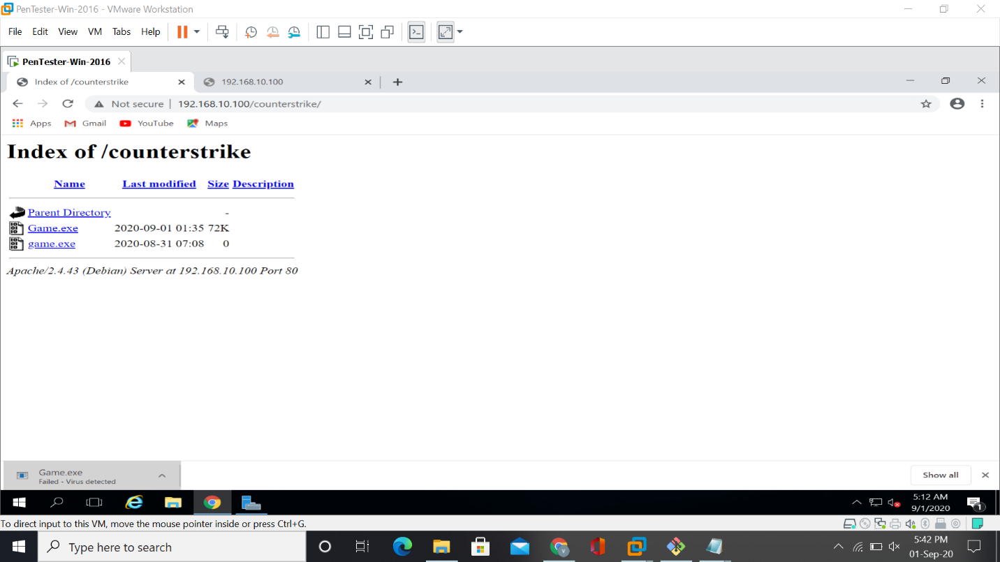 PenTester-Win-2016 - VMware Workstation
File Edit View VM Tabs Help
PenTester-Win-2016
Index of /counterstrike 192.168.10.100
Not secure | 192.168.10.100/counterstrike/
Apps Gmail YouTube Maps
Index of /counterstrike
Name Last modified Size Description
Parent Directory -
Game.exe 2020-09-01 01:35 72K
game.exe 2020-08-31 07:08 0
Apache/2.4.43 (Debian) Server at 192.168.10.100 Port 80
Game.exe
Failed - Virus detected
Show all
5:12 AM
9/1/2020
1
To direct input to this VM, move the mouse pointer inside or press Ctrl+G.
Type here to search
5:42 PM
01-Sep-20